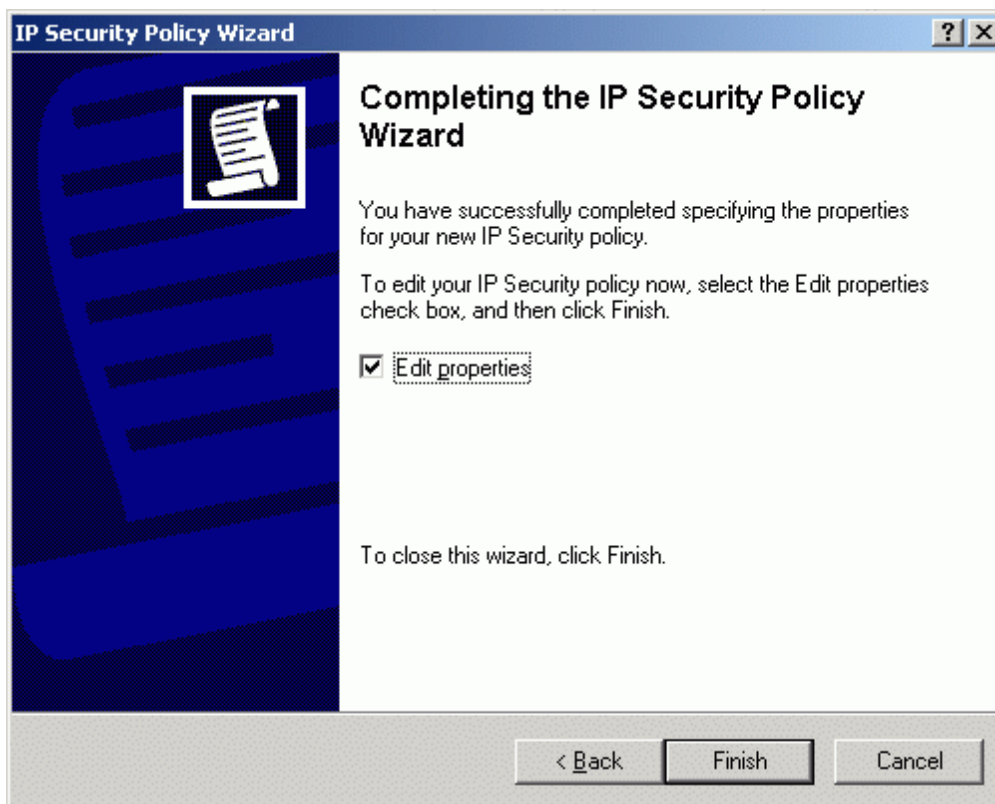 IP Security Policy Wizard
Completing the IP Security Policy
Wizard
You have successfully completed specifying the properties
for your new IP Security policy.
To edit your IP Security policy now, select the Edit properties
check box, and then click Finish.
Edit properties
To close this wizard, click Finish.
< Back Finish Cancel